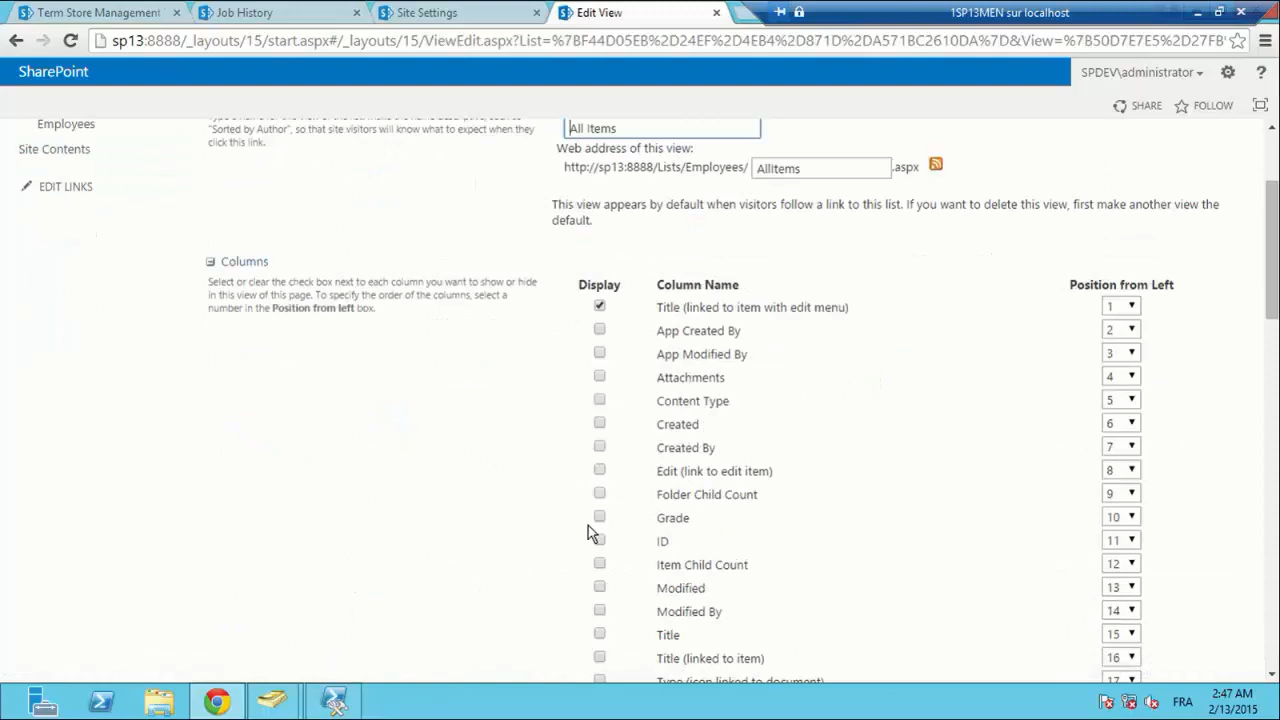 Term Store Management
Job History
Site Settings
Edit View
1SP13MEN sur localhost
sp13:8888/_layouts/15/start.aspx#/_layouts/15/ViewEdit.aspx?List=%7BF44D05EB%2D24EF%2D4EB4%2D871D%2DA571BC2610DA%7D&View=%7B50D7E7E5%2D27FB
SharePoint
SPDEV\administrator
SHARE
FOLLOW
Employees
Site Contents
EDIT LINKS
"Sorted by Author", so that site visitors will know what to expect when they
click this link.
All Items
Web address of this view:
http://sp13:8888/Lists/Employees/ AllItems .aspx
This view appears by default when visitors follow a link to this list. If you want to delete this view, first make another view the
default.
Columns
Select or clear the check box next to each column you want to show or hide
in this view of this page. To specify the order of the columns, select a
number in the Position from left box.
Display Column Name Position from Left
Title (linked to item with edit menu) 1
App Created By 2
App Modified By 3
Attachments 4
Content Type 5
Created 6
Created By 7
Edit (link to edit item) 8
Folder Child Count 9
Grade 10
ID 11
Item Child Count 12
Modified 13
Modified By 14
Title 15
Title (linked to item) 16
Type (icon linked to document) 17
FR
2:47 AM
2/13/2015